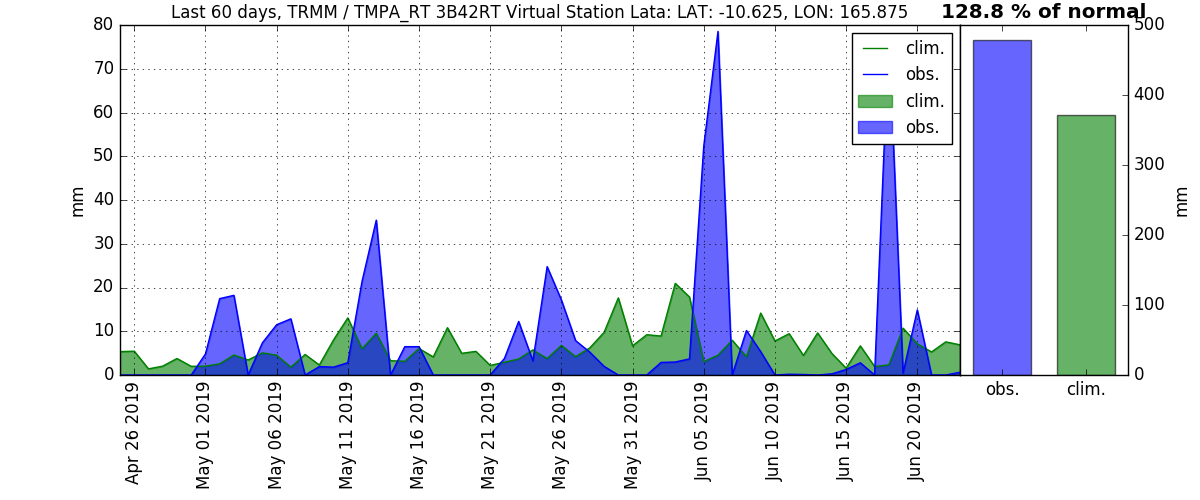 Last 60 days, TRMM / TMPA_RT 3B42RT Virtual Station Lata: LAT: -10.625, LON: 165.875
128.8 % of normal
80
70
60
50
40
30
20
10
0
mm
clim.
obs.
clim.
obs.
Apr 26 2019
May 01 2019
May 06 2019
May 11 2019
May 16 2019
May 21 2019
May 26 2019
May 31 2019
Jun 05 2019
Jun 10 2019
Jun 15 2019
Jun 20 2019
500
400
300
200
100
0
mm
obs.
clim.